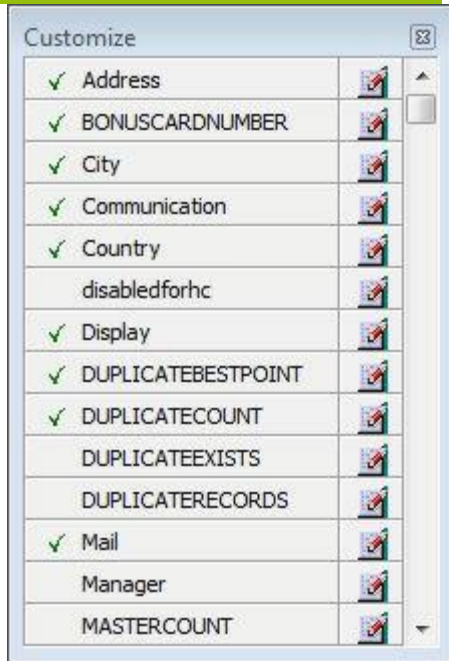 Customize
Address
BONUSCARDNUMBER
City
Communication
Country
disabledforhc
Display
DUPLICATEBESTPOINT
DUPLICATECOUNT
DUPLICATEEXISTS
DUPLICATERECORDS
Mail
Manager
MASTERCOUNT